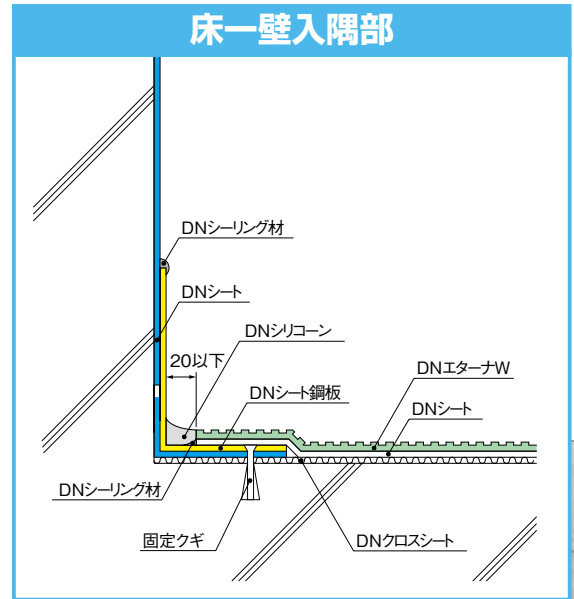 床ー壁入隅部
DNシーリング材
DNシート
DNシリコーン
20以下
DNエターナW
DNシート鋼板
DNシート
DNシーリング材
固定クギ
DNクロスシート